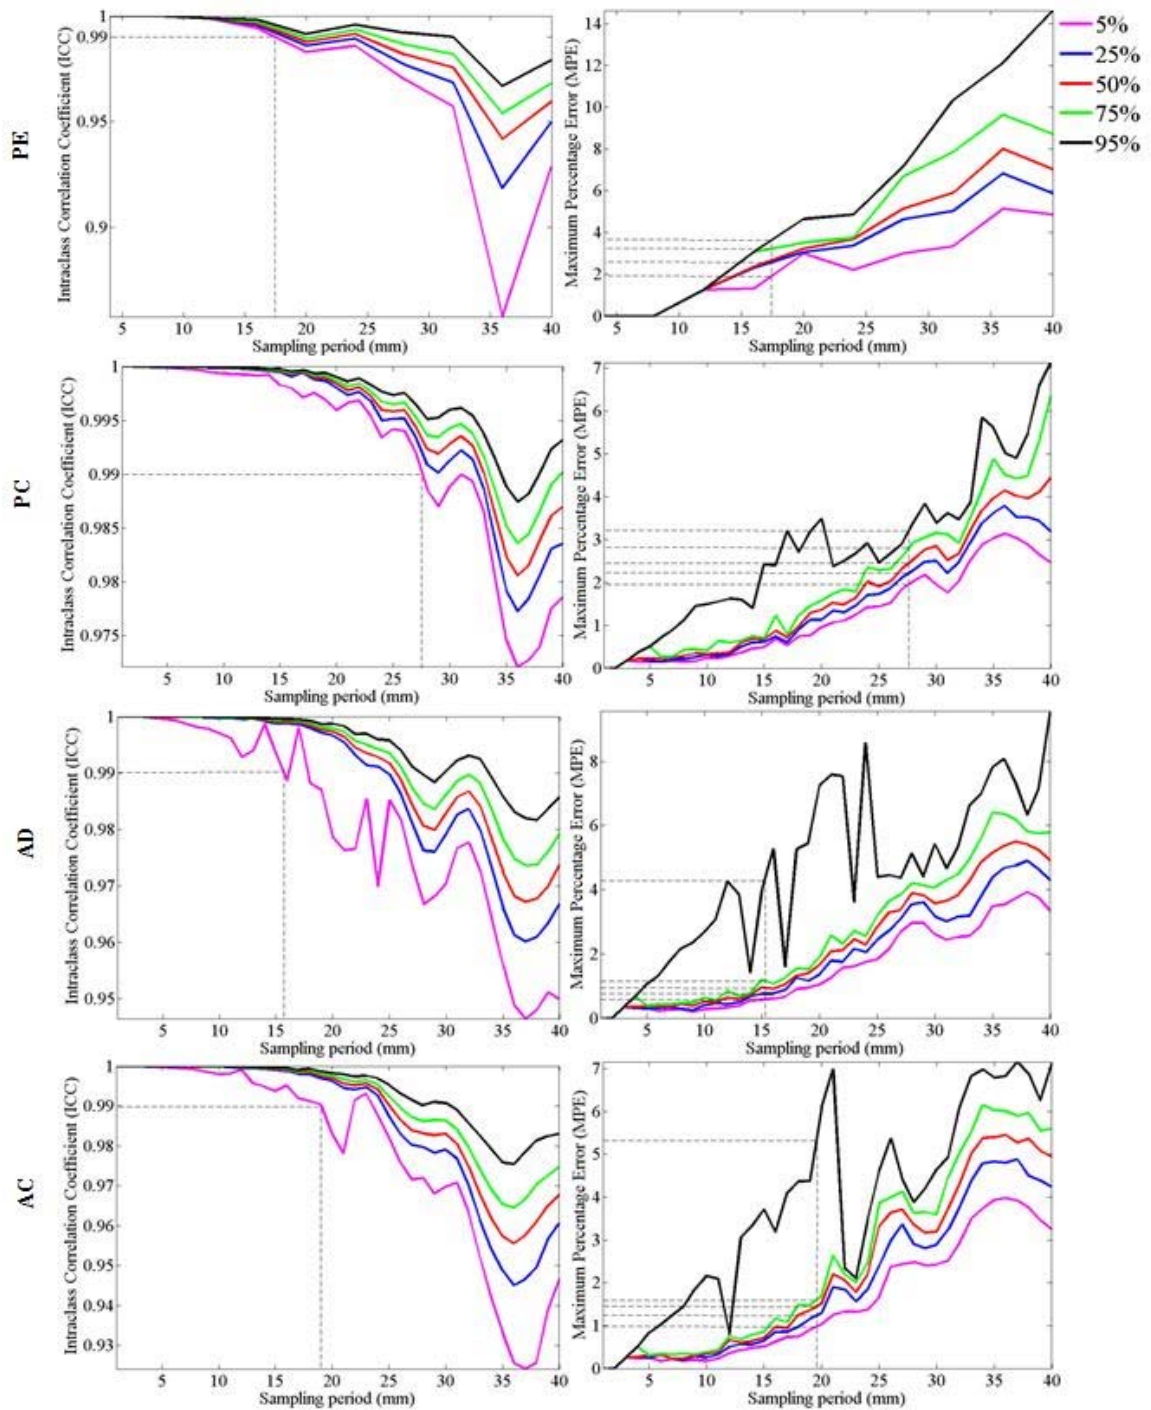 PE
Intraclass Correlation Coefficient (ICC)
1
0.99
0.95
0.9
5 10 15 20 25 30 35 40
Sampling period (mm)
Maximum Percentage Error (MPE)
14
12
10
8
6
4
2
0
5 10 15 20 25 30 35 40
Sampling period (mm)
5%
25%
50%
75%
95%
PC
Intraclass Correlation Coefficient (ICC)
1
0.995
0.99
0.985
0.98
0.975
5 10 15 20 25 30 35 40
Sampling period (mm)
Maximum Percentage Error (MPE)
7
6
5
4
3
2
1
0
5 10 15 20 25 30 35 40
Sampling period (mm)
AD
Intraclass Correlation Coefficient (ICC)
1
0.99
0.98
0.97
0.96
0.95
5 10 15 20 25 30 35 40
Sampling period (mm)
Maximum Percentage Error (MPE)
8
6
4
2
0
5 10 15 20 25 30 35 40
Sampling period (mm)
AC
Intraclass Correlation Coefficient (ICC)
1
0.99
0.98
0.97
0.96
0.95
0.94
0.93
5 10 15 20 25 30 35 40
Sampling period (mm)
Maximum Percentage Error (MPE)
7
6
5
4
3
2
1
0
5 10 15 20 25 30 35 40
Sampling period (mm)